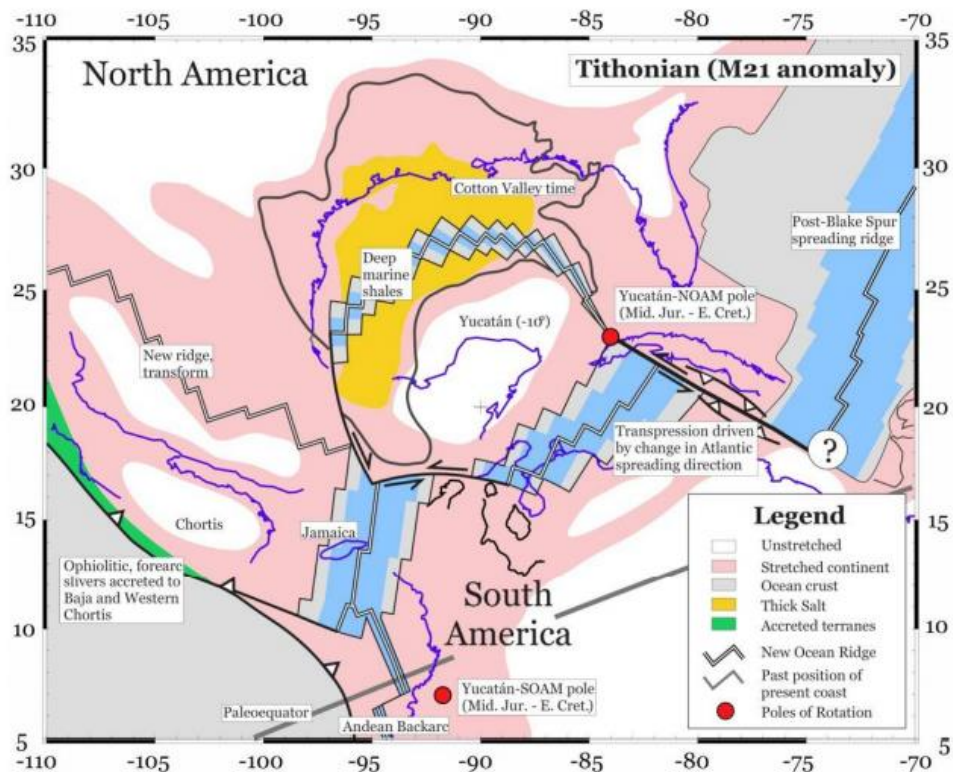 -110 -105 -100 -95 -90 -85 -80 -75 -70
35 35
North America
Tithonian (M21 anomaly)
30 30
Cotton Valley time
Post-Blake Spur
spreading ridge
Deep
marine
shales
25 25
Yucatán-NOAM pole
(Mid. Jur. - E. Cret.)
Yucatán (-10°)
New ridge,
transform
20 20
Transpression driven
by change in Atlantic
spreading direction
?
Chortis
15 15
Jamaica
Ophiolitic, forearc
slivers accreted to
Baja and Western
Chortis
South
America
10 10
Yucatán-SOAM pole
(Mid. Jur. - E. Cret.)
Paleoequator
Andean Backarc
5 5
Legend
Unstretched
Stretched continent
Ocean crust
Thick Salt
Accreted terranes
New Ocean Ridge
Past position of
present coast
Poles of Rotation
-110 -105 -100 -95 -90 -85 -80 -75 -70